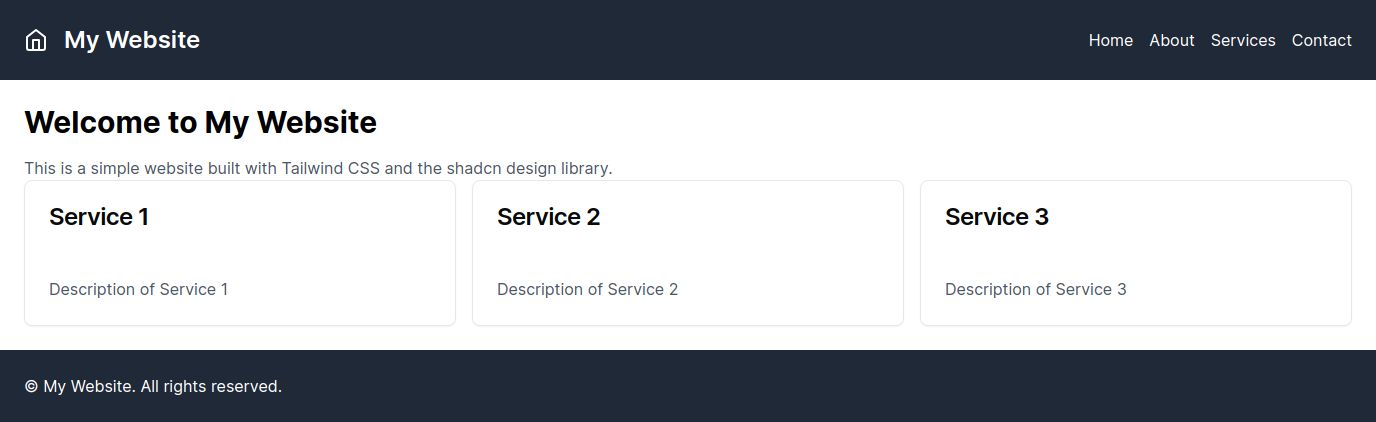 My Website
Home About Services Contact
Welcome to My Website
This is a simple website built with Tailwind CSS and the shadcn design library.
Service 1
Description of Service 1
Service 2
Description of Service 2
Service 3
Description of Service 3
© My Website. All rights reserved.